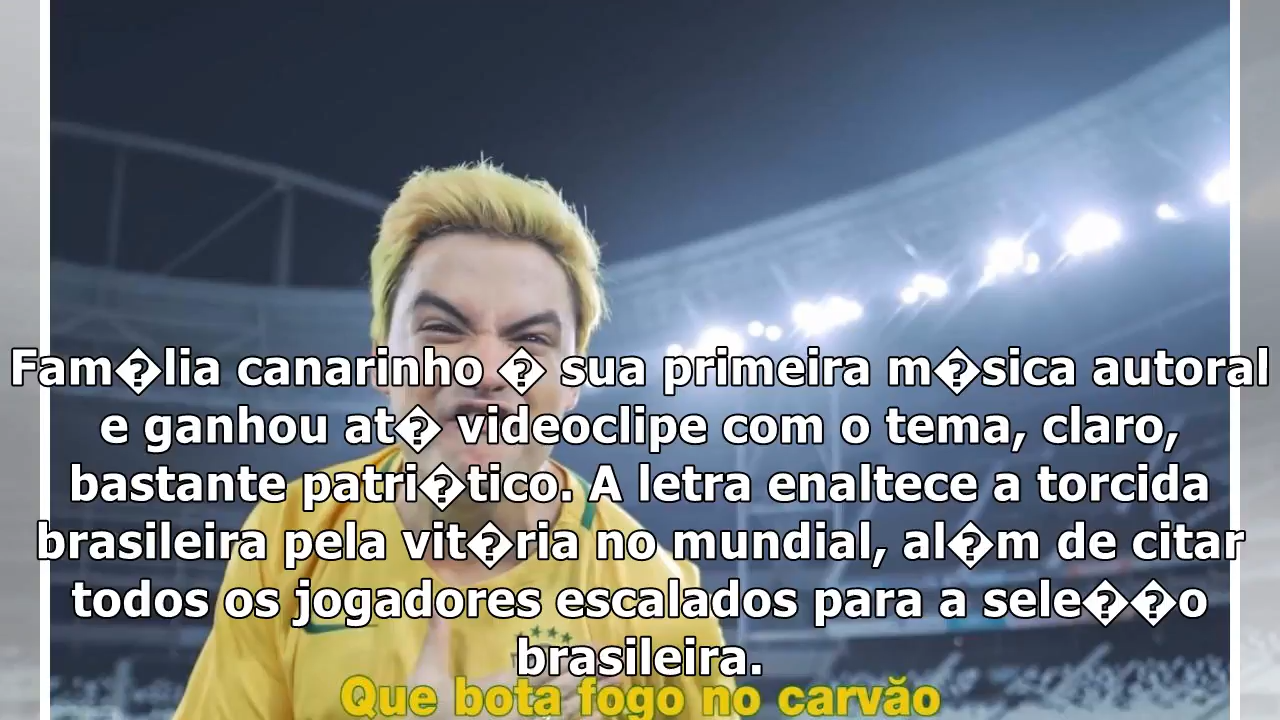 Fam�lia canarinho � sua primeira m�sica autoral
e ganhou at� videoclipe com o tema, claro,
bastante patri�tico. A letra enaltece a torcida
brasileira pela vit�ria no mundial, al�m de citar
todos os jogadores escalados para a sele��o
brasileira.
Que bota fogo no carvão